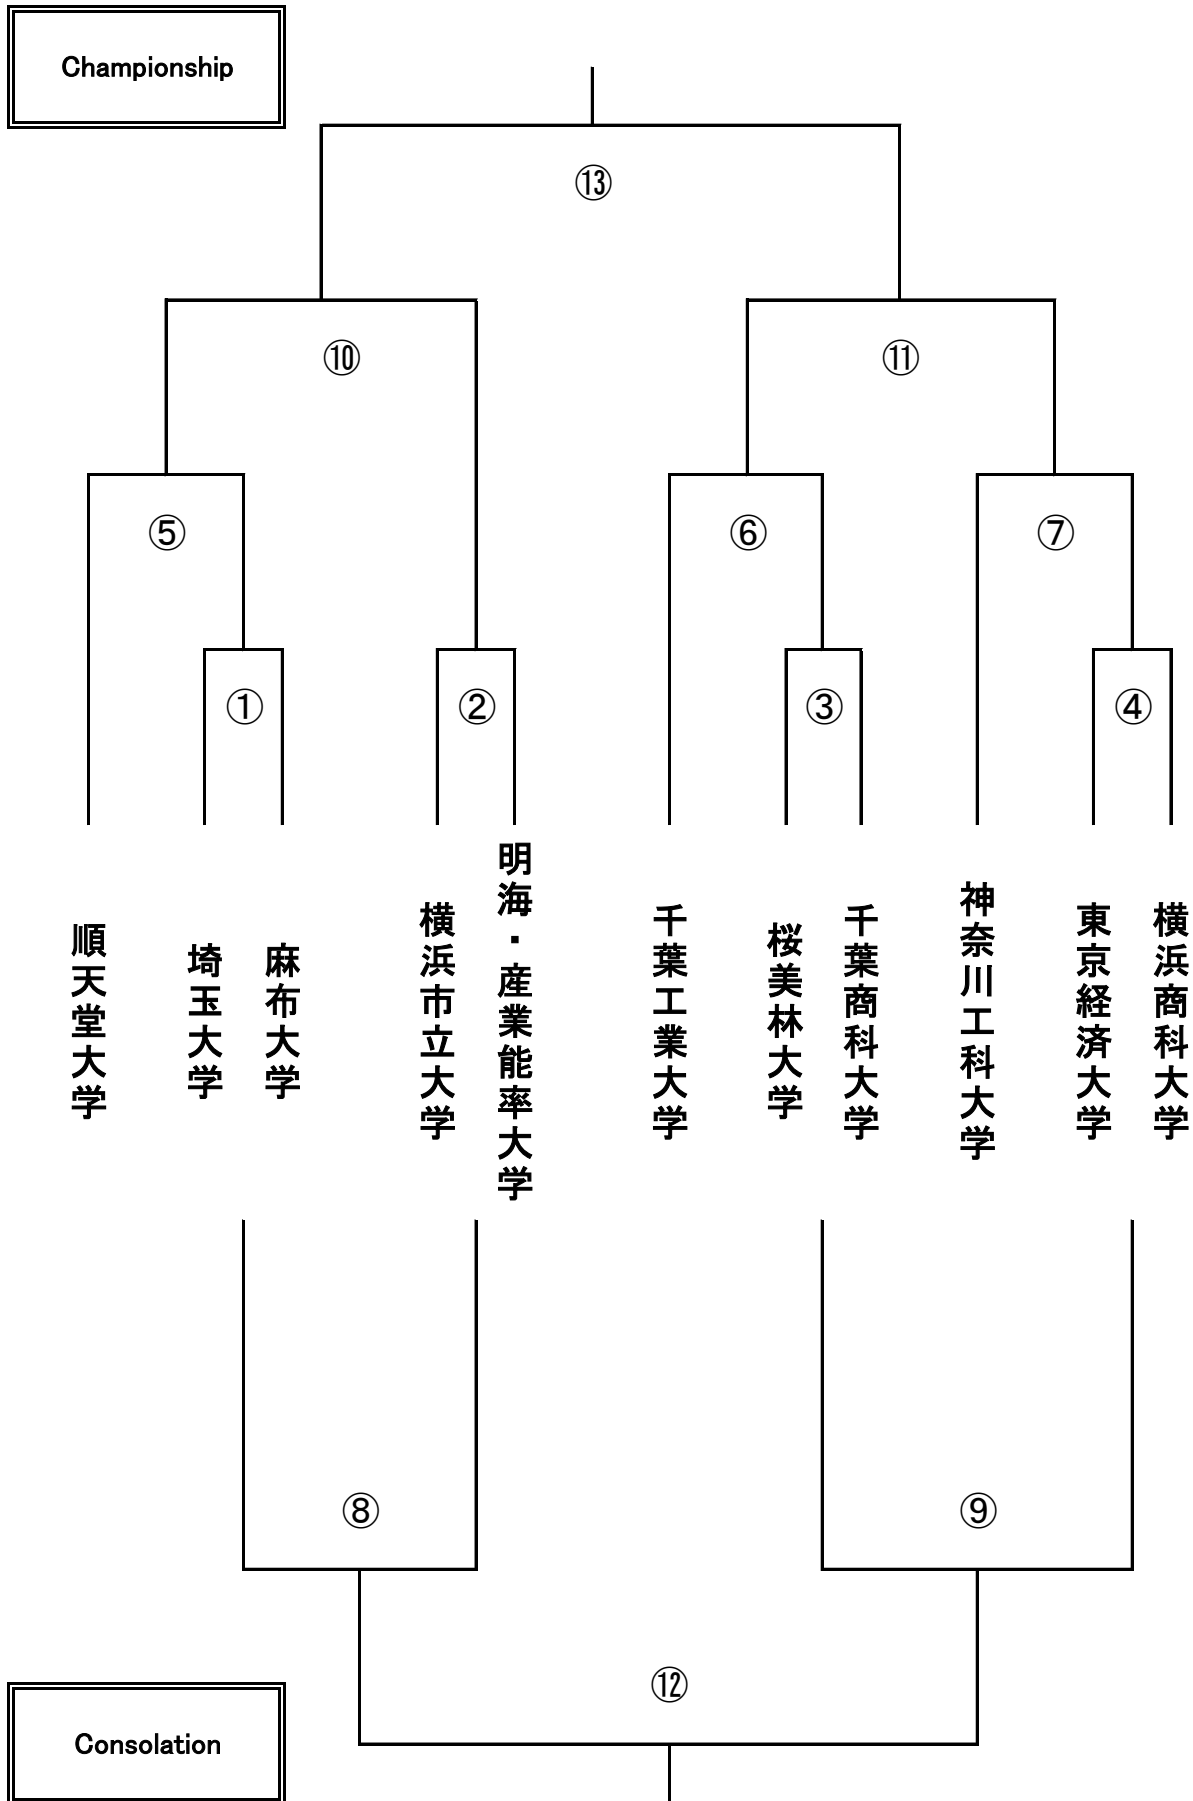 Championship
⑬
⑩
⑪
⑤
⑥
⑦
①
②
③
④
順天堂大学
埼玉大学
麻布大学
横浜市立大学
明海・産業能率大学
千葉工業大学
桜美林大学
千葉商科大学
神奈川工科大学
東京経済大学
横浜商科大学
⑧
⑨
⑫
Consolation